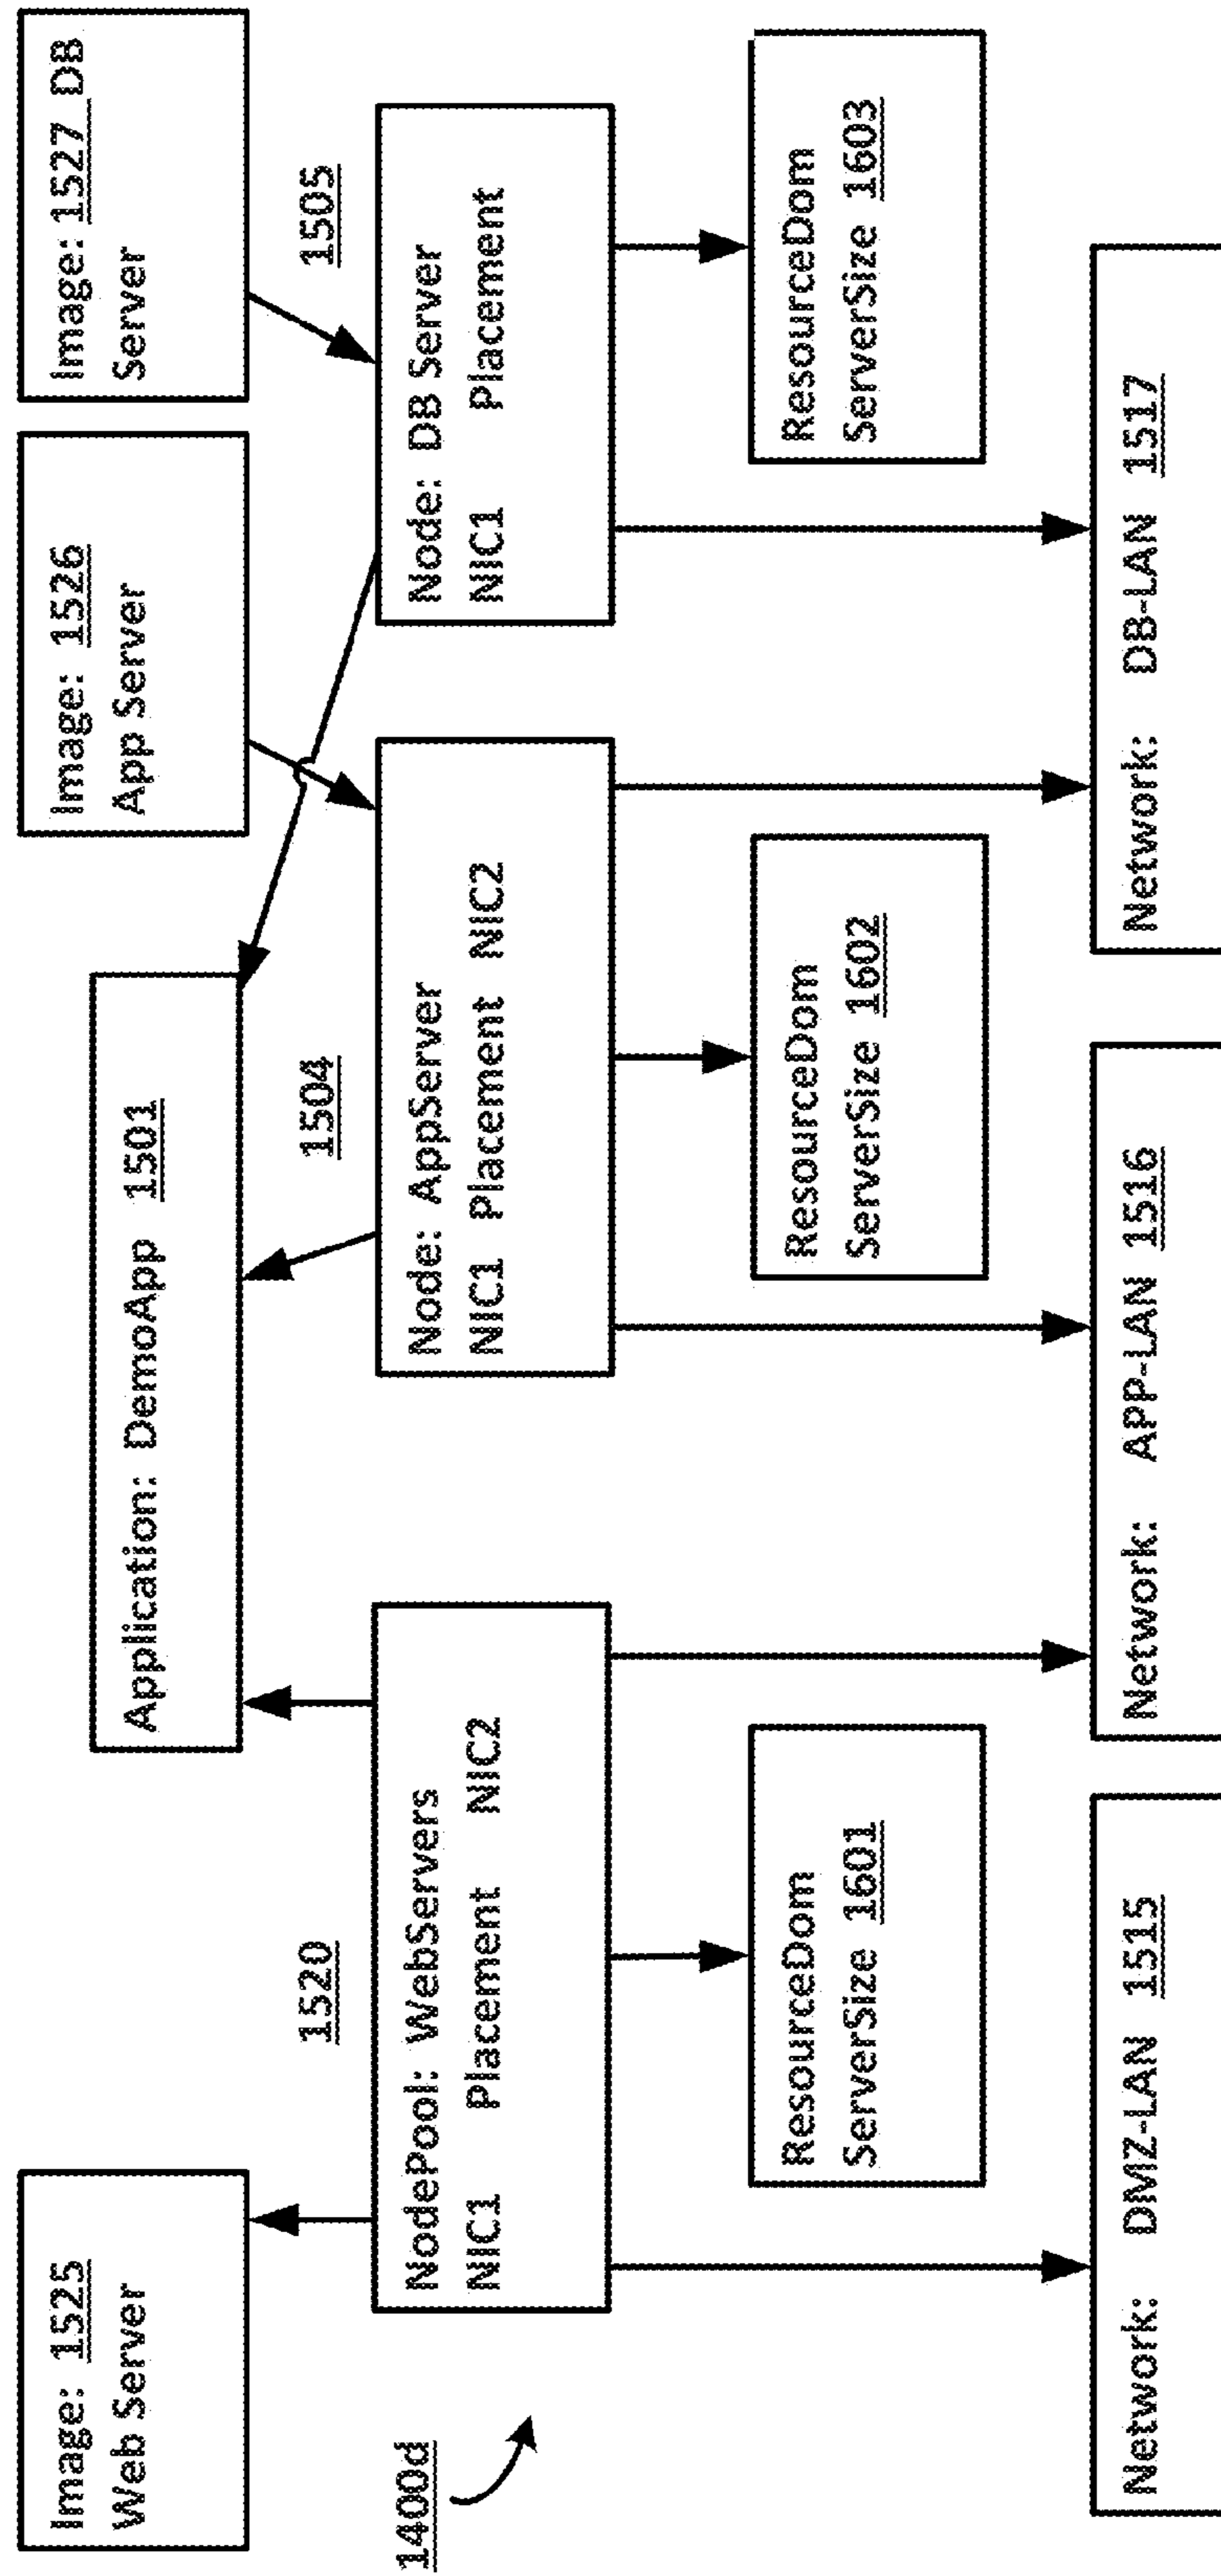 Image: 1525
Web Server
Application: DemoApp 1501
Image: 1526
App Server
Image: 1527 DB
Server
1400d
1520
1504
1505
NodePool: WebServers
NIC1 Placement NIC2
Node: AppServer
NIC1 Placement NIC2
Node: DB Server
NIC1 Placement
ResourceDom
ServerSize 1601
ResourceDom
ServerSize 1602
ResourceDom
ServerSize 1603
Network: DMZ-LAN 1515
Network: APP-LAN 1516
Network: DB-LAN 1517